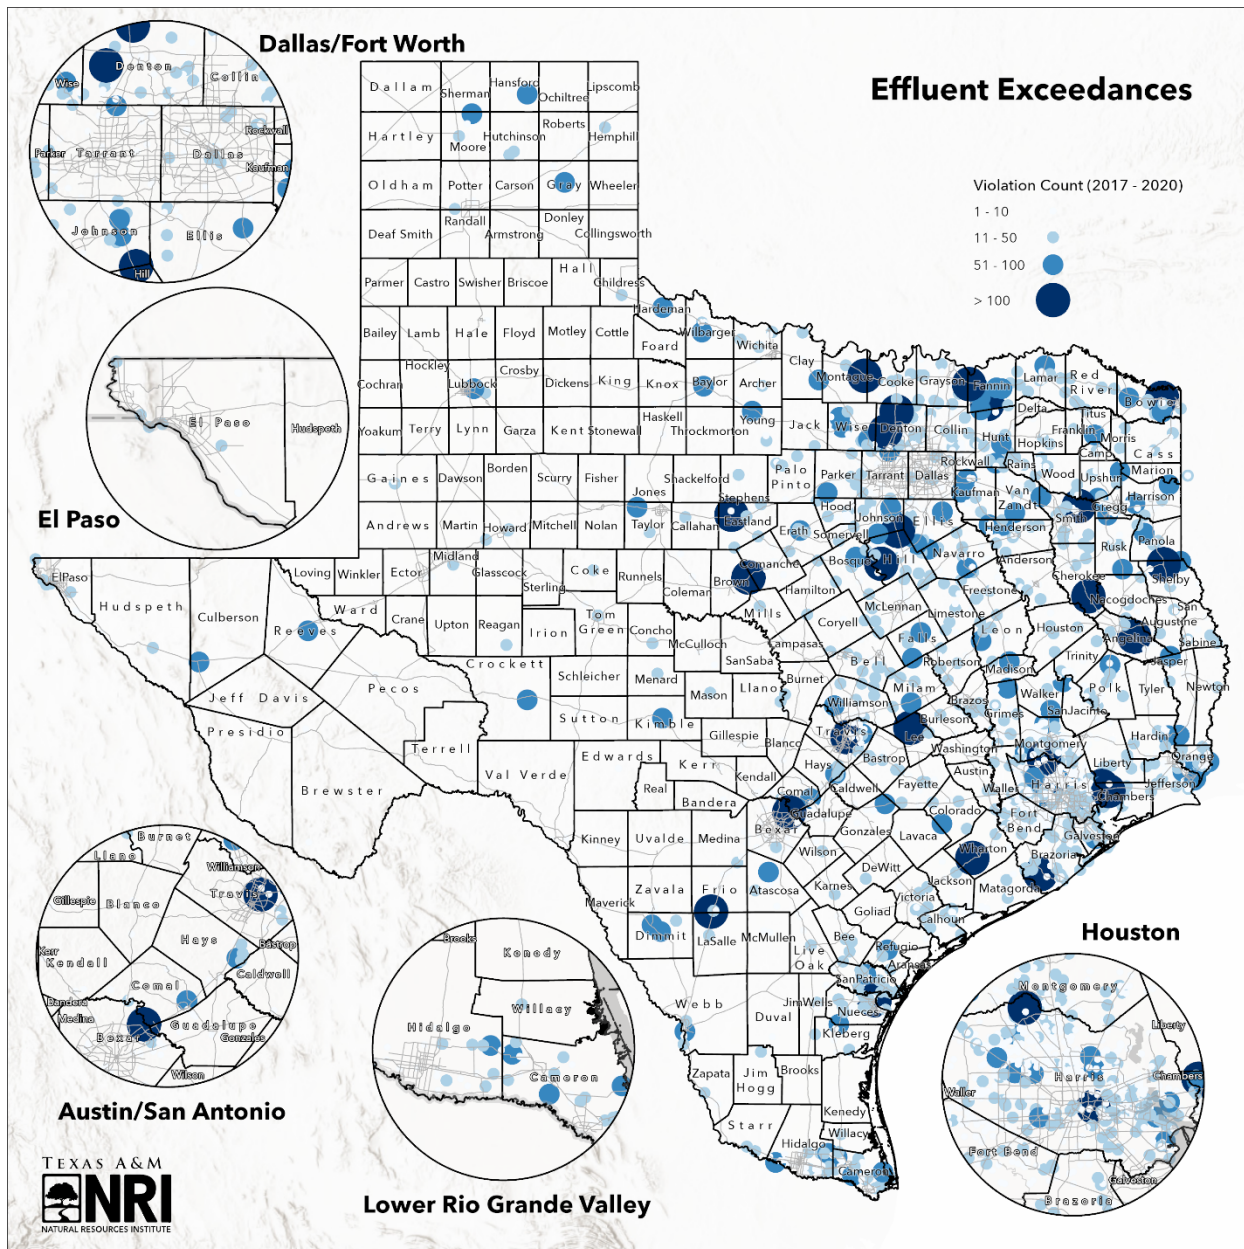 Effluent Exceedances
Violation Count (2017 - 2020)
1 - 10
11 - 50
51 - 100
> 100
Dallas/Fort Worth
Denton
Collin
Wise
Rockwall
Parker
Tarrant
Dallas
Kaufman
Johnson
Ellis
Hill
El Paso
El Paso
Hudspeth
Dallam
Sherman
Hansford
Ochiltree
Lipscomb
Hartley
Moore
Hutchinson
Roberts
Hemphill
Oldham
Potter
Carson
Gray
Wheeler
Deaf Smith
Randall
Armstrong
Donley
Collingsworth
Parmer
Castro
Swisher
Briscoe
Hall
Childress
Hardeman
Bailey
Lamb
Hale
Floyd
Motley
Cottle
Foard
Wilbarger
Wichita
Clay
Montague
Cooke
Grayson
Fannin
Lamar
Red
River
Bowie
Cochran
Hockley
Lubbock
Crosby
Dickens
King
Knox
Baylor
Archer
Young
Jack
Wise
Denton
Collin
Hunt
Delta
Hopkins
Franklin
Titus
Morris
Camp
Cass
Marion
Yoakum
Terry
Lynn
Garza
Kent
Stonewall
Haskell
Throckmorton
Gaines
Dawson
Borden
Scurry
Fisher
Jones
Shackelford
Stephens
Palo
Pinto
Parker
Tarrant
Dallas
Rockwall
Rains
Wood
Upshur
Kaufman
Van
Zandt
Harrison
Gregg
Smith
Andrews
Martin
Howard
Mitchell
Nolan
Taylor
Callahan
Eastland
Erath
Hood
Somervell
Johnson
Ellis
Henderson
Rusk
Panola
El Paso
Hudspeth
Culberson
Reeves
Loving
Winkler
Ector
Midland
Glasscock
Sterling
Coke
Runnels
Coleman
Brown
Comanche
Hamilton
Bosque
Hill
Navarro
Anderson
Freestone
Cherokee
Shelby
Nacogdoches
San
Augustine
Sabine
Ward
Crane
Upton
Reagan
Irion
Tom
Green
Concho
McCulloch
SanSaba
Mills
Lampasas
Coryell
McLennan
Limestone
Leon
Houston
Angelina
Trinity
Jasper
Newton
Jeff Davis
Presidio
Pecos
Brewster
Terrell
Crockett
Schleicher
Menard
Mason
Llano
Burnet
Bell
Falls
Robertson
Madison
Walker
Polk
Tyler
Sutton
Kimble
Gillespie
Blanco
Williamson
Milam
Brazos
Burleson
Grimes
SanJacinto
Hardin
Val Verde
Edwards
Kerr
Real
Bandera
Kendall
Hays
Travis
Bastrop
Lee
Washington
Austin
Waller
Montgomery
Liberty
Orange
Jefferson
Harris
Chambers
Comal
Caldwell
Fayette
Kinney
Uvalde
Medina
Bexar
Guadalupe
Gonzales
Lavaca
Colorado
Fort
Bend
Galveston
Brazoria
Wharton
Maverick
Zavala
Frio
Atascosa
Wilson
Karnes
DeWitt
Jackson
Matagorda
Victoria
Goliad
Calhoun
Dimmit
LaSalle
McMullen
Live
Oak
Bee
Refugio
Aransas
SanPatricio
Nueces
Webb
Duval
JimWells
Kleberg
Zapata
Jim
Hogg
Brooks
Kenedy
Starr
Hidalgo
Willacy
Cameron
Burnet
Llano
Williamson
Travis
Gillespie
Blanco
Hays
Bastrop
Kerr
Kendall
Caldwell
Comal
Bandera
Medina
Guadalupe
Bexar
Gonzales
Wilson
Austin/San Antonio
Brooks
Kenedy
Willacy
Hidalgo
Cameron
Lower Rio Grande Valley
Houston
Montgomery
Liberty
Harris
Chambers
Waller
Fort Bend
Galveston
Brazoria
TEXAS A&M
NRI
NATURAL RESOURCES INSTITUTE